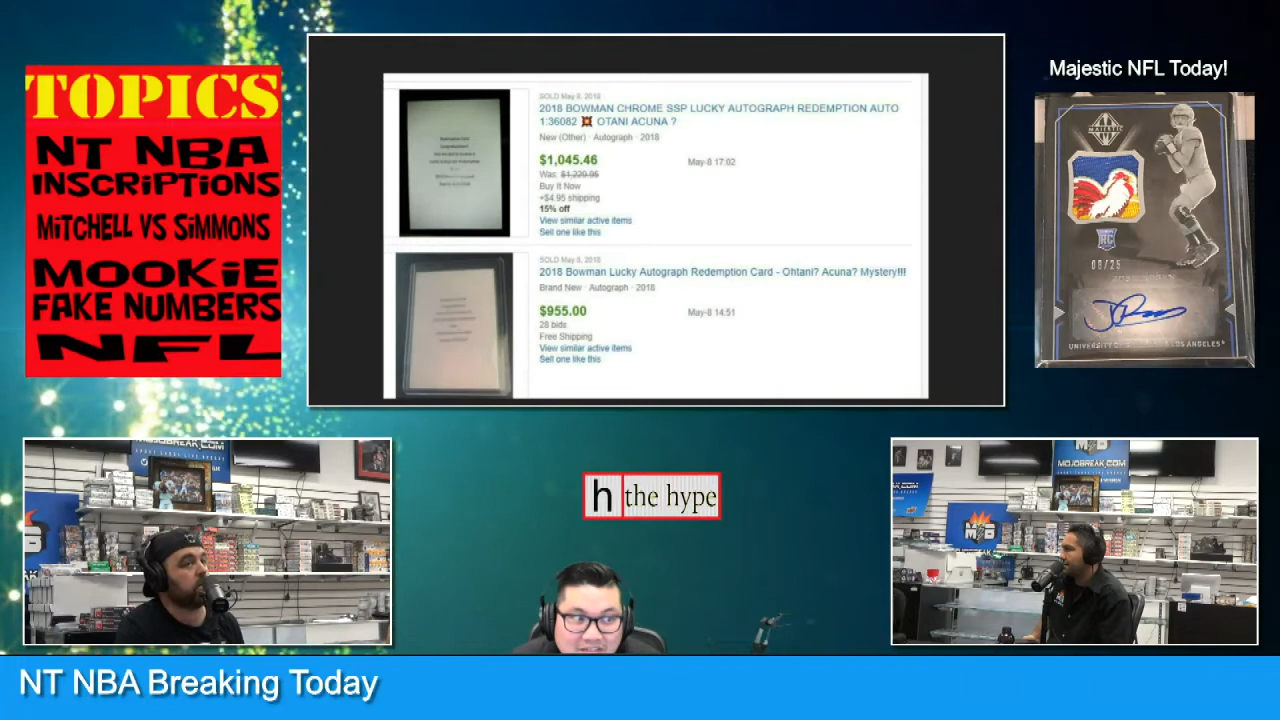 TOPICS
NT NBA
INSCRIPTIONS
MITCHELL VS SIMMONS
MOOKIE
FAKE NUMBERS
NFL
SOLD May 8, 2018
2018 BOWMAN CHROME SSP LUCKY AUTOGRAPH REDEMPTION AUTO
1:36082 💥 OTANI ACUNA ?
New (Other) · Autograph · 2018
$1,045.46
May-8 17:02
Was: $1,229.95
Buy It Now
+$4.95 shipping
15% off
View similar active items
Sell one like this
SOLD May 8, 2018
2018 Bowman Lucky Autograph Redemption Card - Ohtani? Acuna? Mystery!!!
Brand New · Autograph · 2018
$955.00
May-8 14:51
28 bids
Free Shipping
View similar active items
Sell one like this
Majestic NFL Today!
MAJESTIC
RC
08/25
UNIVERSITY OF LOS ANGELES
MOJOBREAK.COM
h the hype
MOJOBREAK.COM
NT NBA Breaking Today